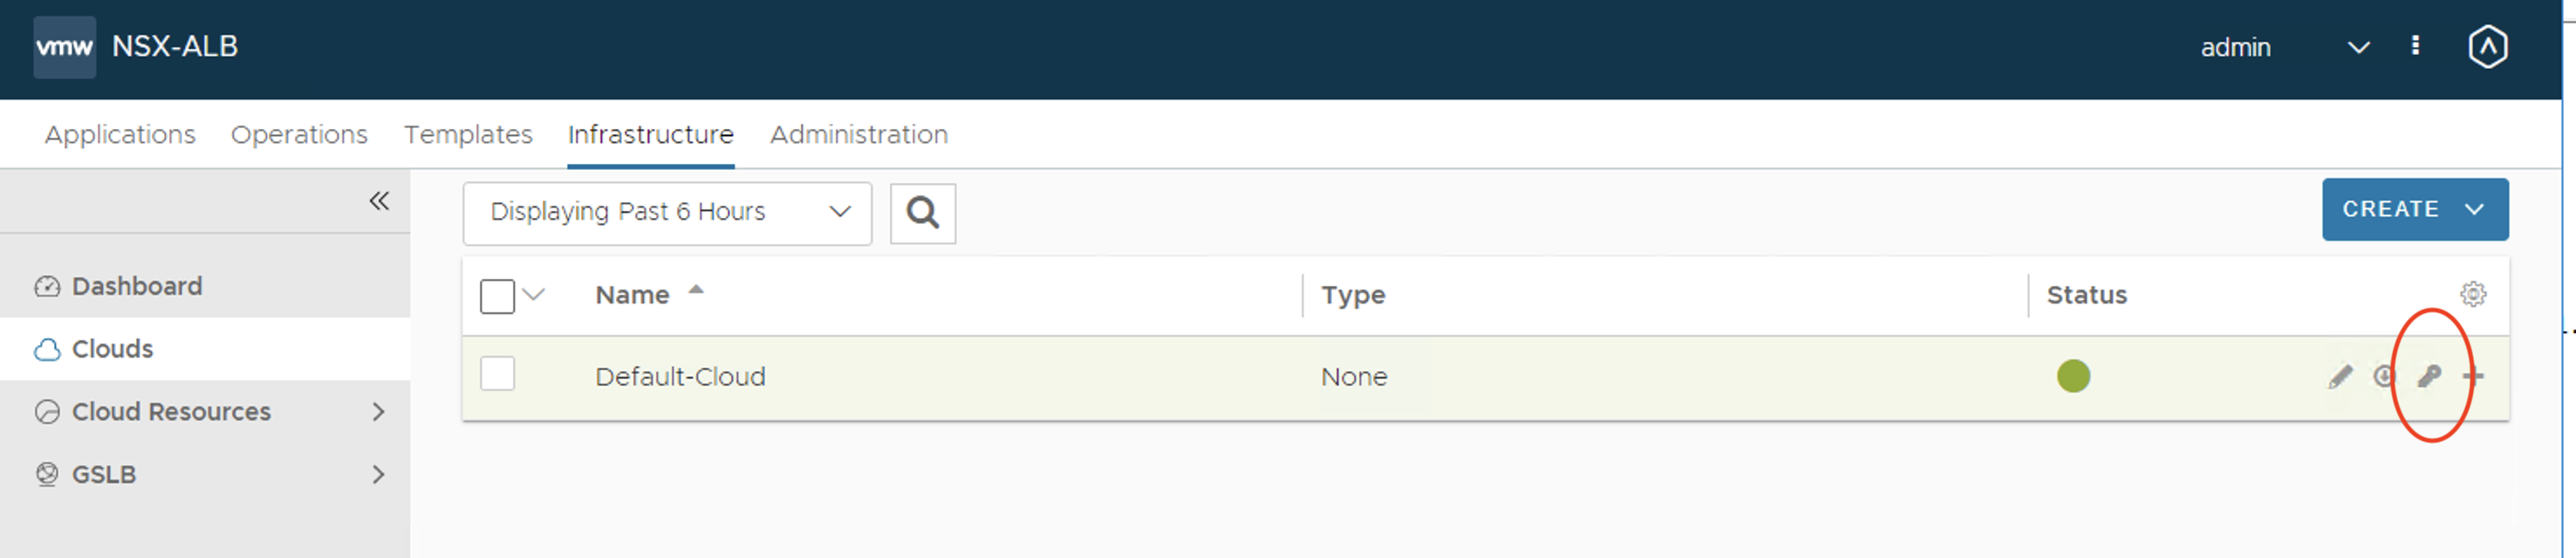 vmw NSX-ALB admin
Applications Operations Templates Infrastructure Administration
Displaying Past 6 Hours CREATE
Dashboard
Name Type Status
Clouds
Default-Cloud None
Cloud Resources
GSLB